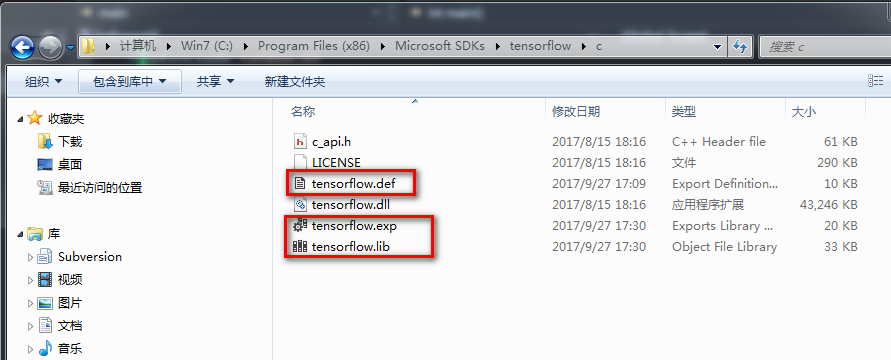 计算机 Win7 (C:) Program Files (x86) Microsoft SDKs tensorflow c 搜索 c
组织 包含到库中 共享 新建文件夹
收藏夹
下载
桌面
最近访问的位置
库
Subversion
视频
图片
文档
音乐
名称 修改日期 类型 大小
c_api.h 2017/8/15 18:16 C++ Header file 61 KB
LICENSE 2017/8/15 18:16 文件 290 KB
tensorflow.def 2017/9/27 17:09 Export Definition... 10 KB
tensorflow.dll 2017/8/15 18:16 应用程序扩展 43,246 KB
tensorflow.exp 2017/9/27 17:30 Exports Library ... 20 KB
tensorflow.lib 2017/9/27 17:30 Object File Library 33 KB